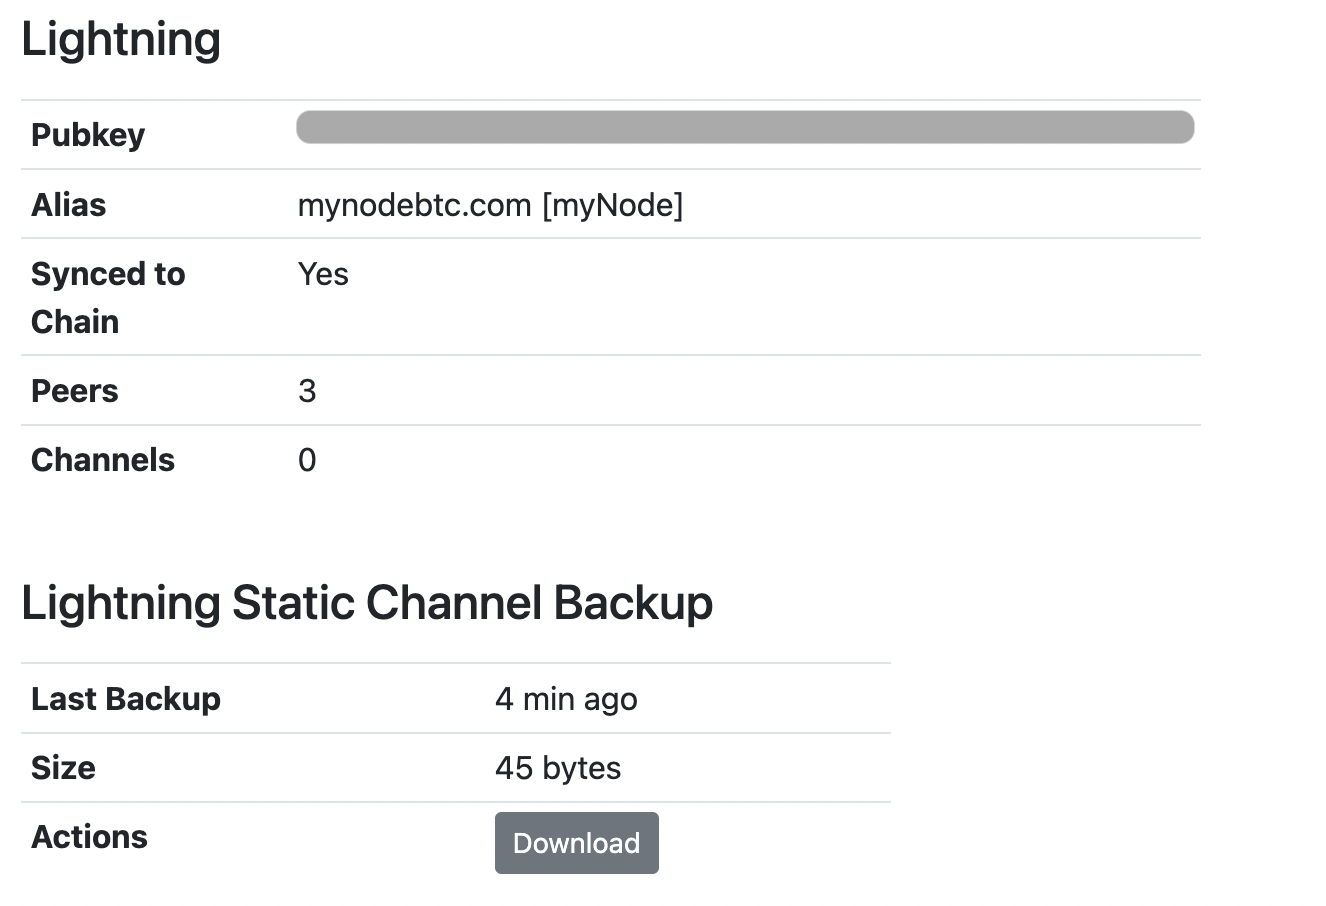 Lightning
Pubkey
Alias mynodebtc.com [myNode]
Synced to Yes
Chain
Peers 3
Channels 0
Lightning Static Channel Backup
Last Backup 4 min ago
Size 45 bytes
Actions Download